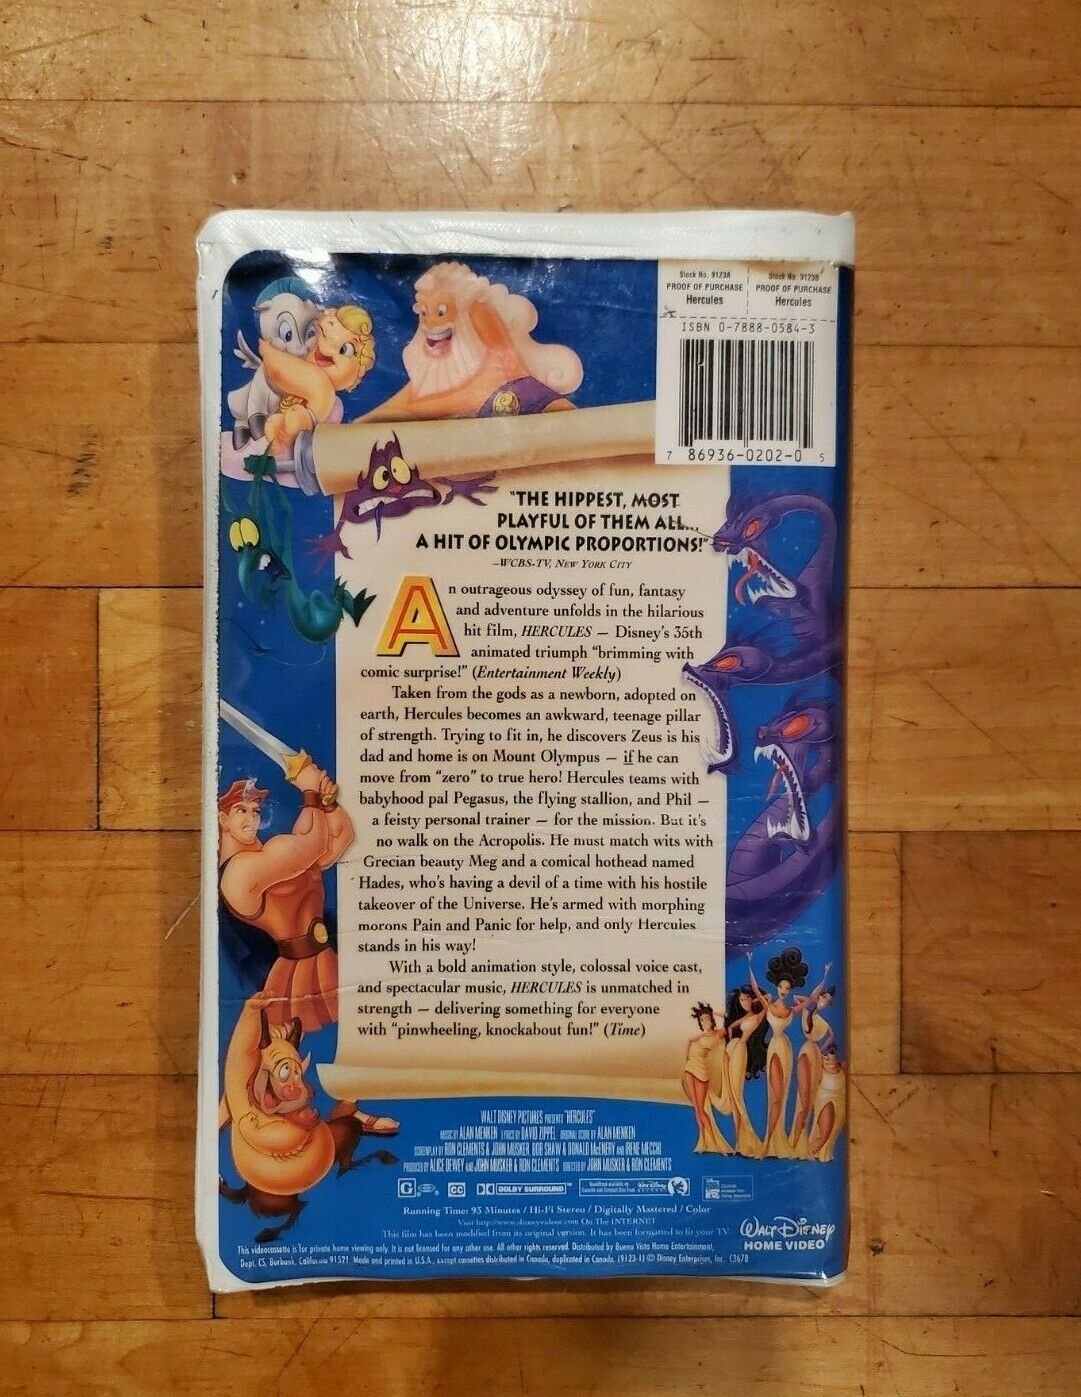 Stock No. 9123A
PROOF OF PURCHASE
Hercules
Stock No. 9123B
PROOF OF PURCHASE
Hercules
ISBN 0-7888-0584-3
7 86936-0202-0 5
"THE HIPPEST, MOST
PLAYFUL OF THEM ALL...
A HIT OF OLYMPIC PROPORTIONS!"
–WCBS-TV, NEW YORK CITY
An outrageous odyssey of fun, fantasy
and adventure unfolds in the hilarious
hit film, HERCULES — Disney's 35th
animated triumph "brimming with
comic surprise!" (Entertainment Weekly)
Taken from the gods as a newborn, adopted on
earth, Hercules becomes an awkward, teenage pillar
of strength. Trying to fit in, he discovers Zeus is his
dad and home is on Mount Olympus — if he can
move from "zero" to true hero! Hercules teams with
babyhood pal Pegasus, the flying stallion, and Phil —
a feisty personal trainer — for the mission. But it's
no walk on the Acropolis. He must match wits with
Grecian beauty Meg and a comical hothead named
Hades, who's having a devil of a time with his hostile
takeover of the Universe. He's armed with morphing
morons Pain and Panic for help, and only Hercules
stands in his way!
With a bold animation style, colossal voice cast,
and spectacular music, HERCULES is unmatched in
strength — delivering something for everyone
with "pinwheeling, knockabout fun!" (Time)
WALT DISNEY PICTURES PRESENTS "HERCULES"
MUSIC BY ALAN MENKEN LYRICS BY DAVID ZIPPEL ORIGINAL SCORE BY ALAN MENKEN
SCREENPLAY BY RON CLEMENTS & JOHN MUSKER, BOB SHAW & DONALD McENERY AND IRENE MECCHI
PRODUCED BY ALICE DEWEY AND JOHN MUSKER & RON CLEMENTS DIRECTED BY JOHN MUSKER & RON CLEMENTS
G CC DOLBY SURROUND Soundtrack available on Cassette and Compact Disc From Walt Disney
Running Time: 93 Minutes / Hi-Fi Stereo / Digitally Mastered / Color
Visit http://www.disneyvideos.com On The INTERNET
This film has been modified from its original version. It has been formatted to fit your TV.
WALT DISNEY
HOME VIDEO
This videocassette is for private home viewing only. It is not licensed for any other use. All other rights reserved. Distributed by Buena Vista Home Entertainment,
Dept. CS, Burbank, California 91521. Made and printed in U.S.A., except cassettes distributed in Canada, duplicated in Canada. (9123-1) © Disney Enterprises, Inc. C3678